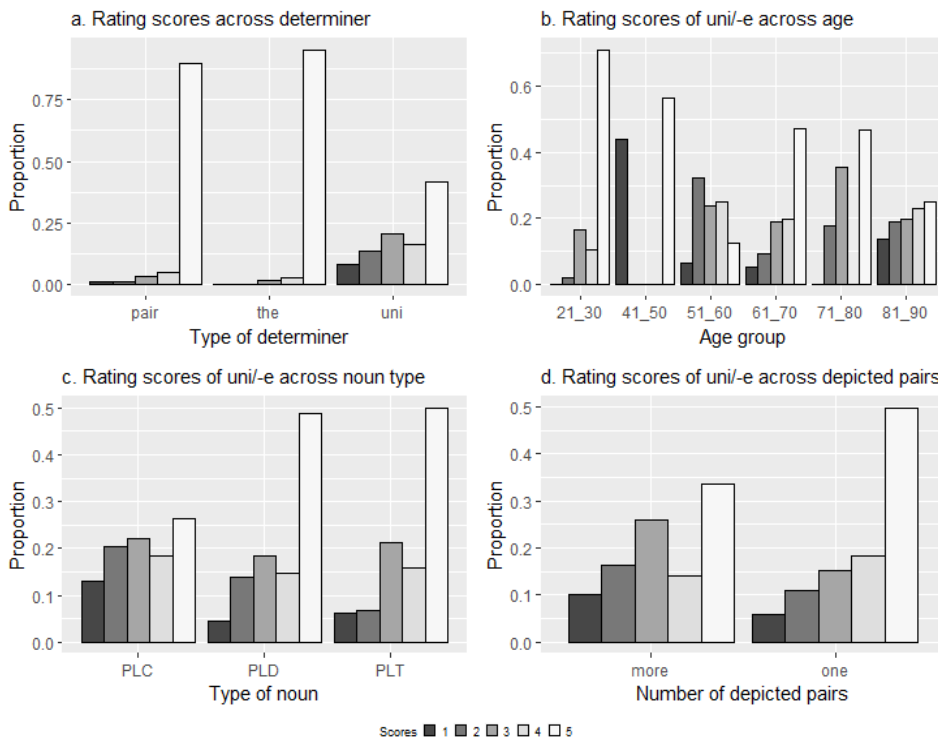 a. Rating scores across determiner
Proportion
0.75
0.50
0.25
0.00
pair the uni
Type of determiner
b. Rating scores of uni/-e across age
Proportion
0.6
0.4
0.2
0.0
21_30 41_50 51_60 61_70 71_80 81_90
Age group
c. Rating scores of uni/-e across noun type
Proportion
0.5
0.4
0.3
0.2
0.1
0.0
PLC PLD PLT
Type of noun
d. Rating scores of uni/-e across depicted pairs
Proportion
0.5
0.4
0.3
0.2
0.1
0.0
more one
Number of depicted pairs
Scores 1 2 3 4 5